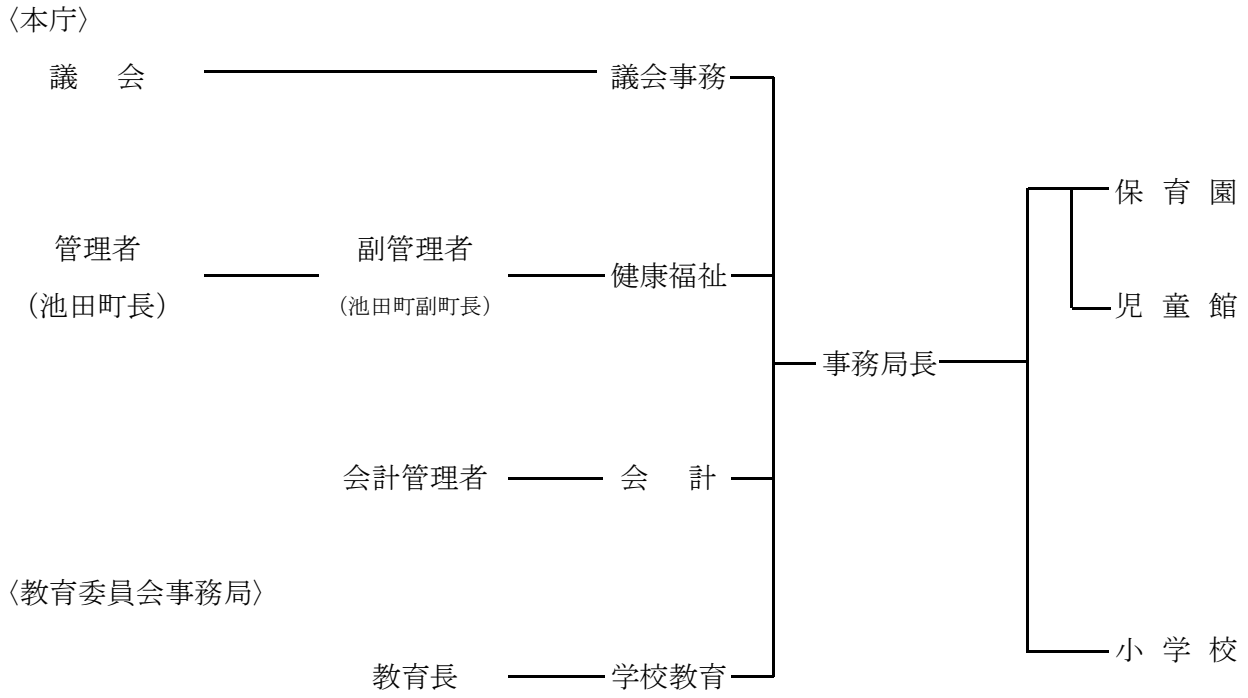 〈本庁〉
議 会
議会事務
保 育 園
管理者
(池田町長)
副管理者
(池田町副町長)
健康福祉
児 童 館
事務局長
会計管理者
会 計
〈教育委員会事務局〉
小 学 校
教育長
学校教育